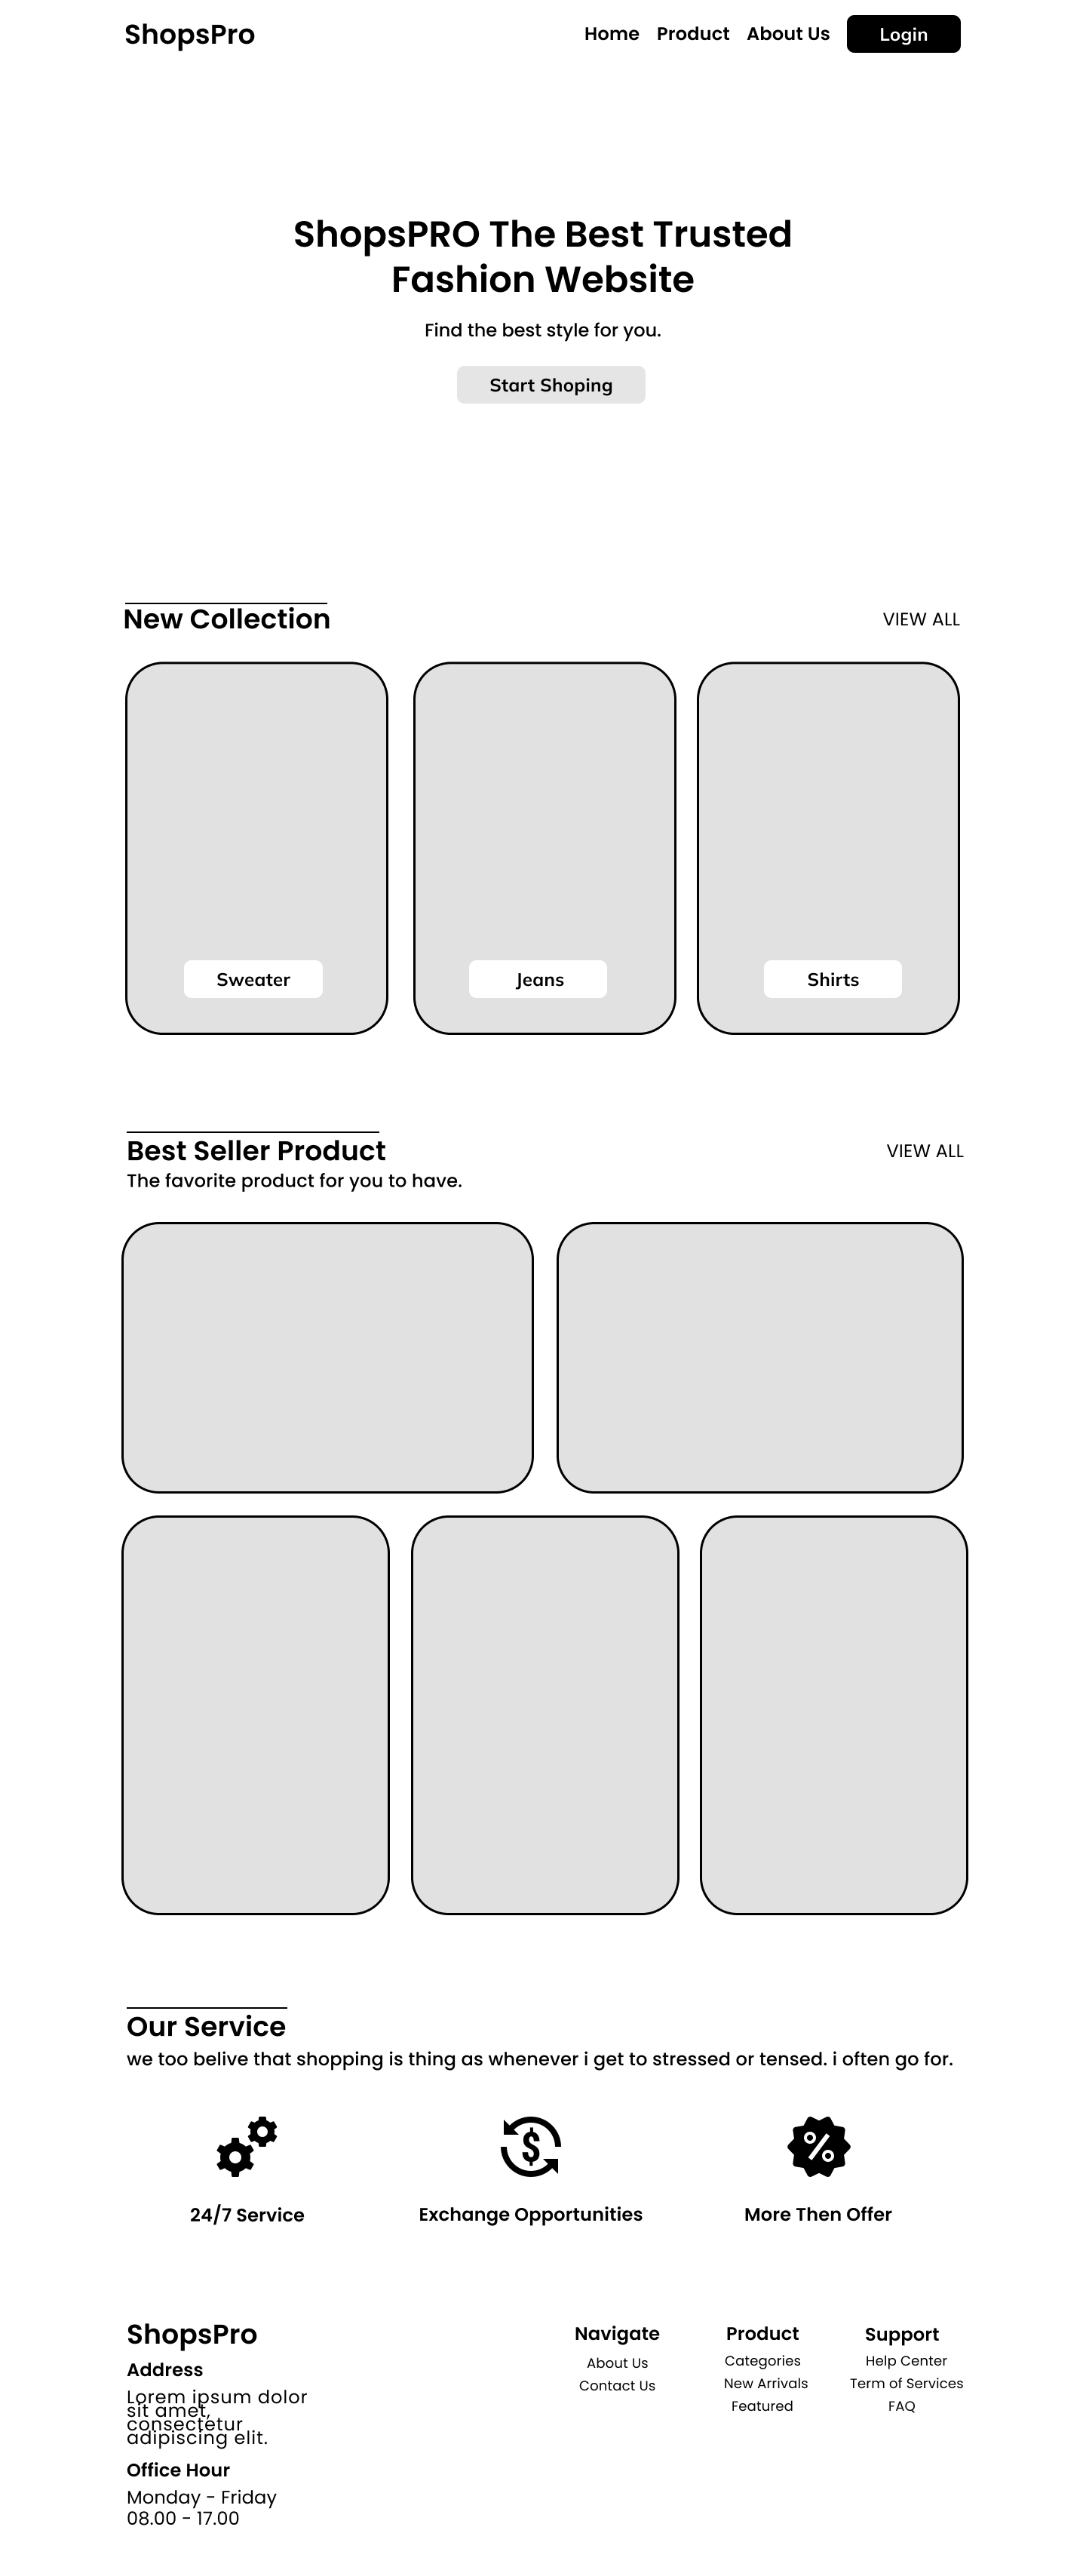 ShopsPro
Home Product About Us Login
ShopsPRO The Best Trusted
Fashion Website
Find the best style for you.
Start Shoping
New Collection
VIEW ALL
Sweater
Jeans
Shirts
Best Seller Product
VIEW ALL
The favorite product for you to have.
Our Service
we too belive that shopping is thing as whenever i get to stressed or tensed. i often go for.
24/7 Service
Exchange Opportunities
More Then Offer
ShopsPro
Address
Lorem ipsum dolor
sit amet,
consectetur
adipiscing elit.
Office Hour
Monday - Friday
08.00 - 17.00
Navigate
About Us
Contact Us
Product
Categories
New Arrivals
Featured
Support
Help Center
Term of Services
FAQ